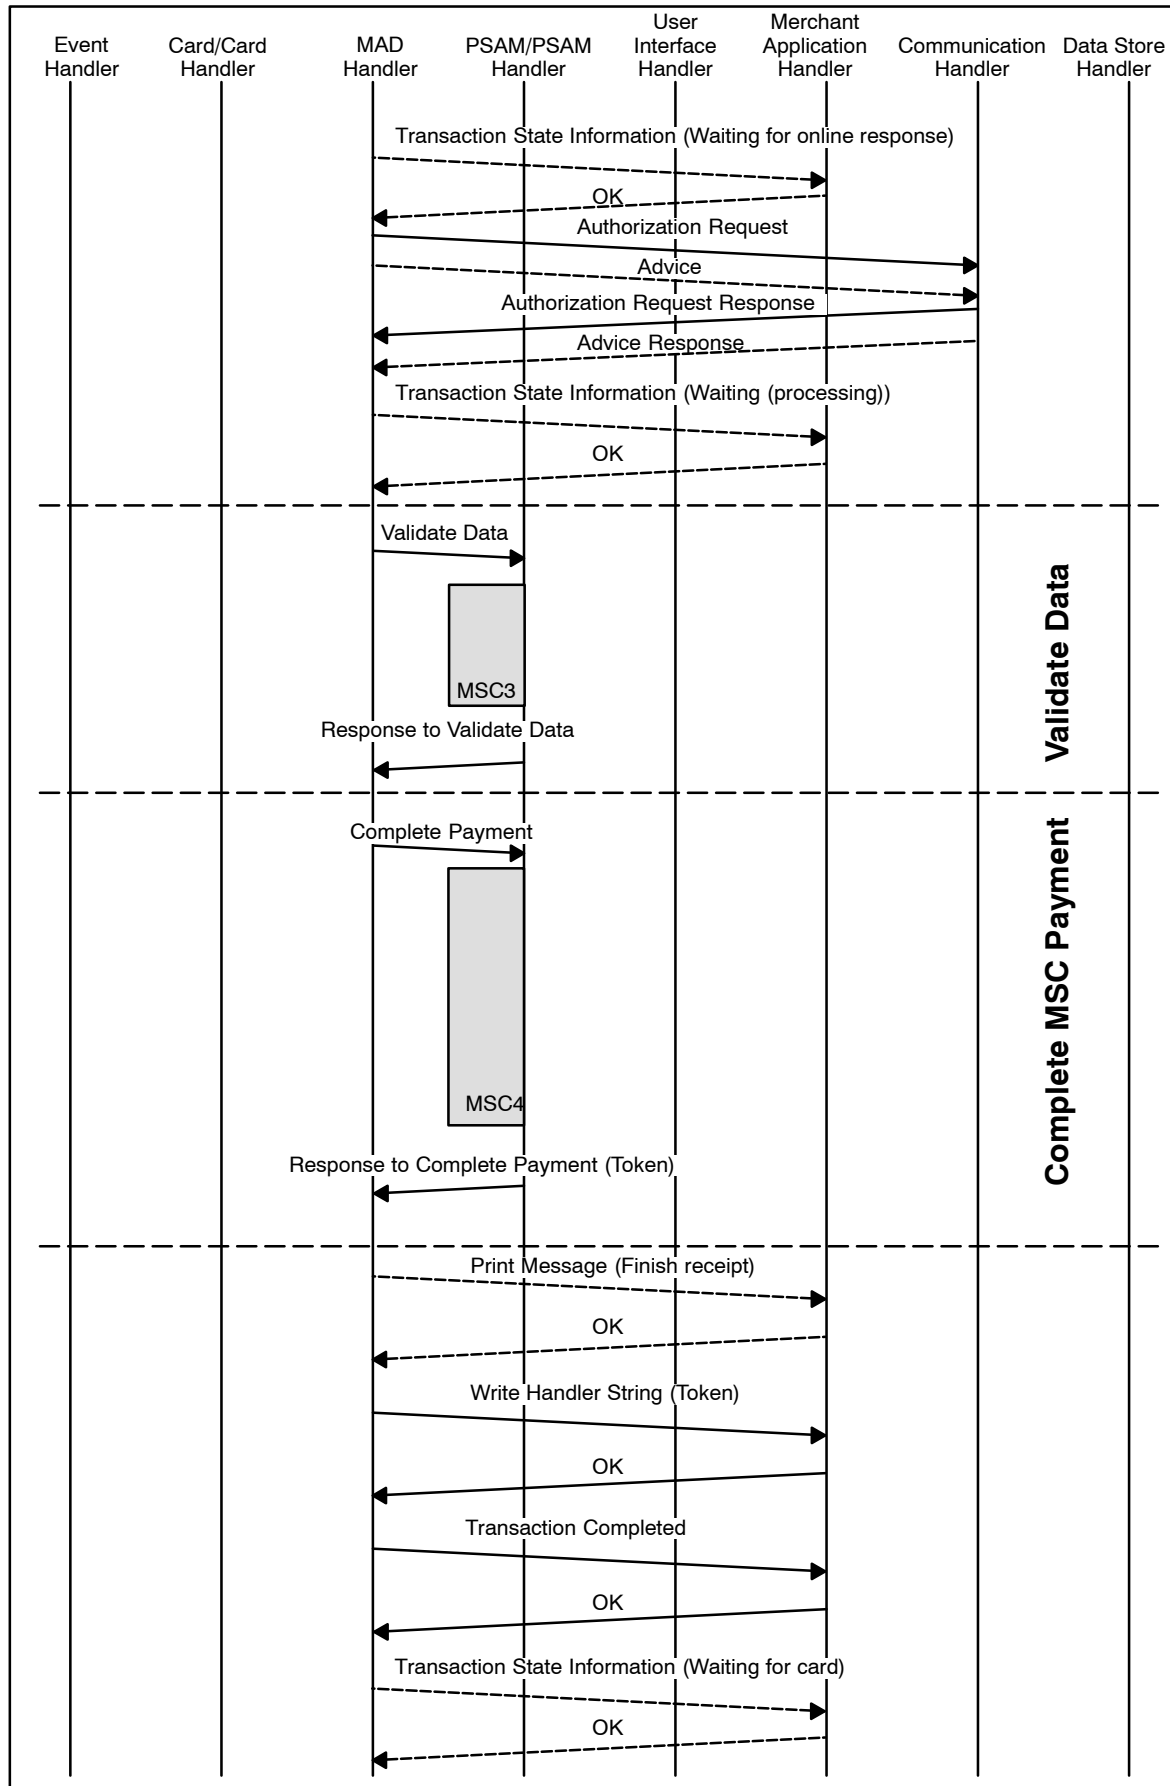 Event Handler
Card/Card Handler
MAD Handler
PSAM/PSAM Handler
User Interface Handler
Merchant Application Handler
Communication Handler
Data Store Handler
Transaction State Information (Waiting for online response)
OK
Authorization Request
Advice
Authorization Request Response
Advice Response
Transaction State Information (Waiting (processing))
OK
Validate Data
MSC3
Response to Validate Data
Validate Data
Complete Payment
MSC4
Response to Complete Payment (Token)
Complete MSC Payment
Print Message (Finish receipt)
OK
Write Handler String (Token)
OK
Transaction Completed
OK
Transaction State Information (Waiting for card)
OK